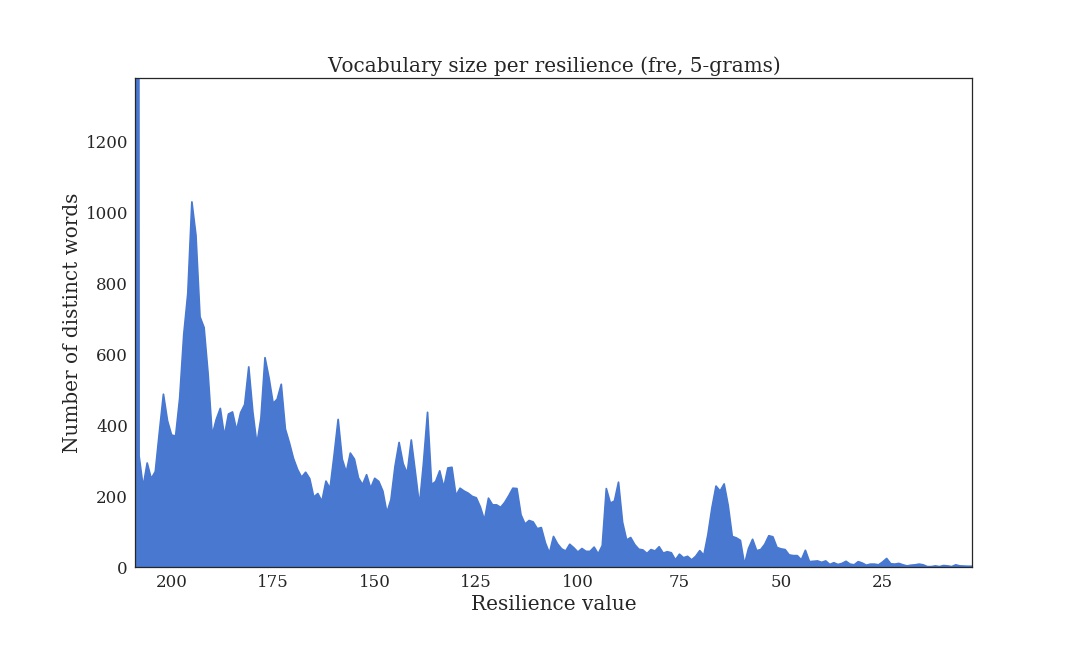 Vocabulary size per resilience (fre, 5-grams)
Number of distinct words
1200
1000
800
600
400
200
0
200 175 150 125 100 75 50 25
Resilience value